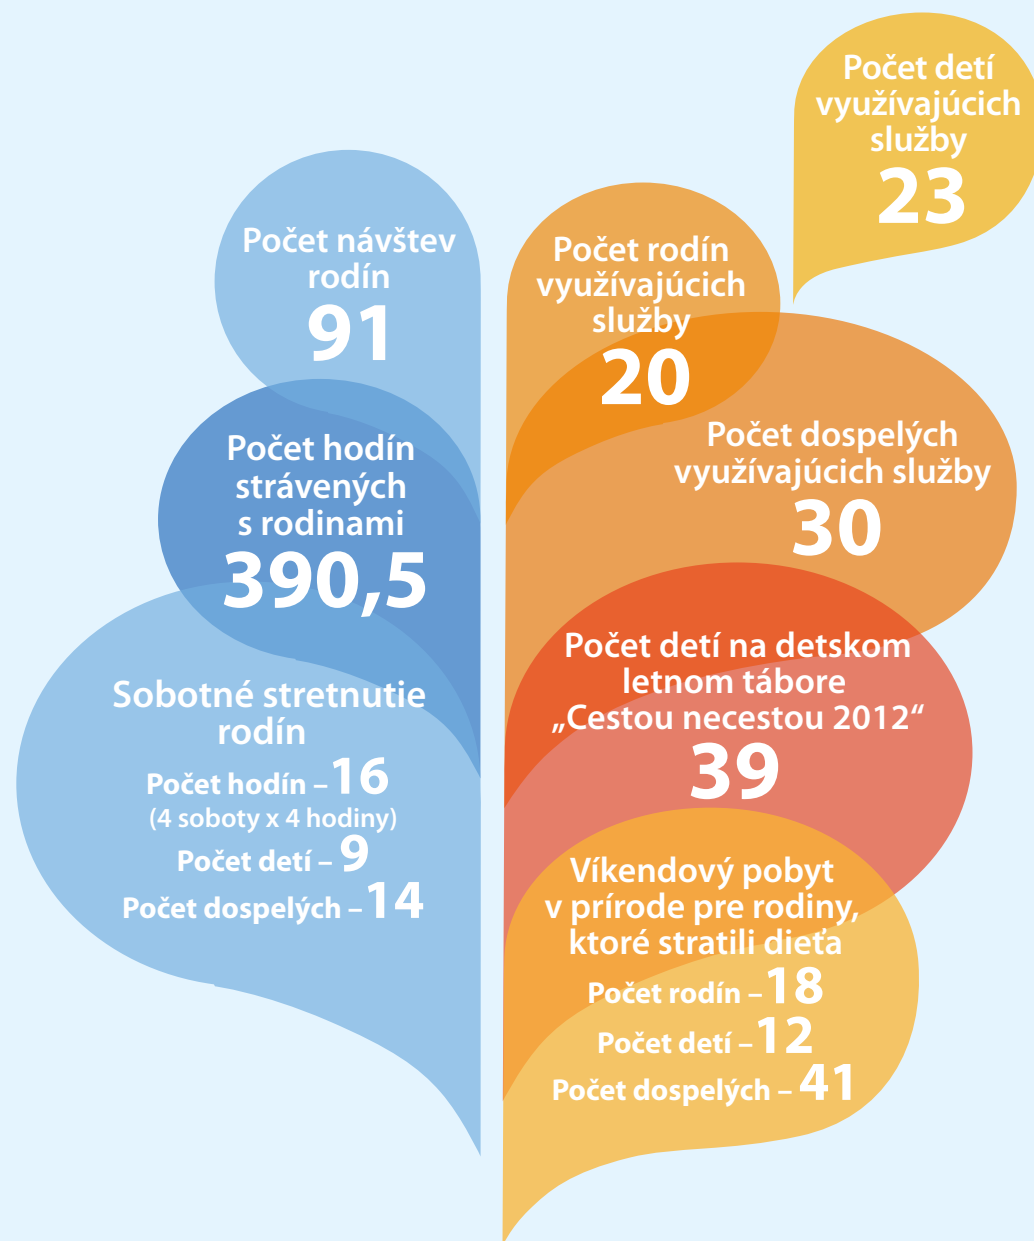 Počet detí
využívajúcich
služby
23
Počet návštev
rodín
91
Počet rodín
využívajúcich
služby
20
Počet hodín
strávených
s rodinami
390,5
Počet dospelých
využívajúcich služby
30
Sobotné stretnutie
rodín
Počet hodín – 16
(4 soboty x 4 hodiny)
Počet detí – 9
Počet dospelých – 14
Počet detí na detskom
letnom tábore
„Cestou necestou 2012“
39
Víkendový pobyt
v prírode pre rodiny,
ktoré stratili dieťa
Počet rodín – 18
Počet detí – 12
Počet dospelých – 41